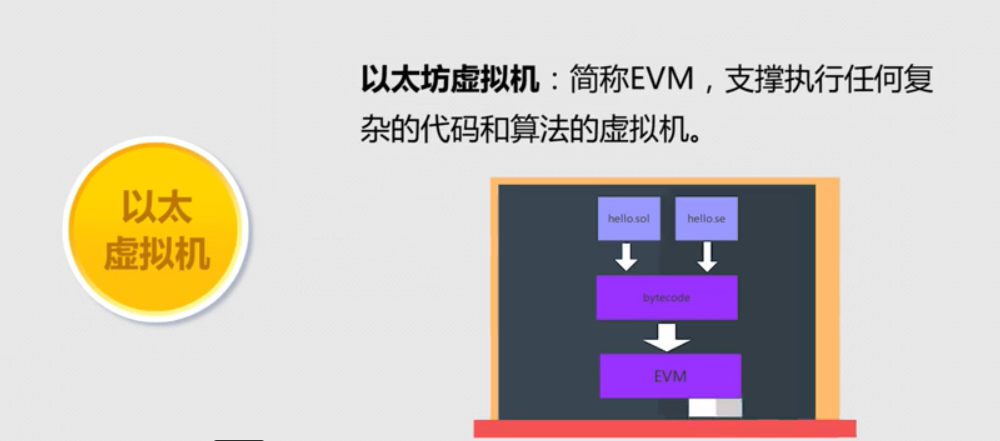 以太坊虚拟机：简称EVM，支撑执行任何复
杂的代码和算法的虚拟机。
以太
虚拟机
hello.sol
hello.se
bytecode
EVM